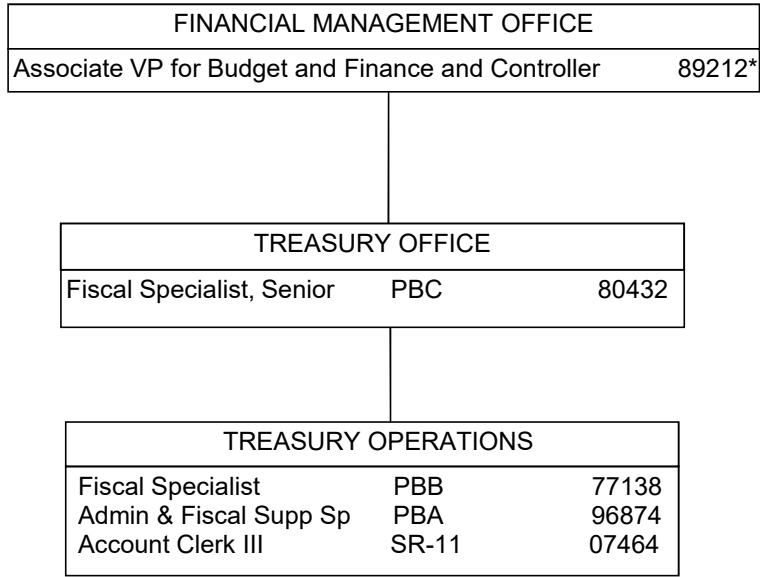 FINANCIAL MANAGEMENT OFFICE
Associate VP for Budget and Finance and Controller 89212*
TREASURY OFFICE
Fiscal Specialist, Senior PBC 80432
TREASURY OPERATIONS
Fiscal Specialist PBB 77138
Admin & Fiscal Supp Sp PBA 96874
Account Clerk III SR-11 07464